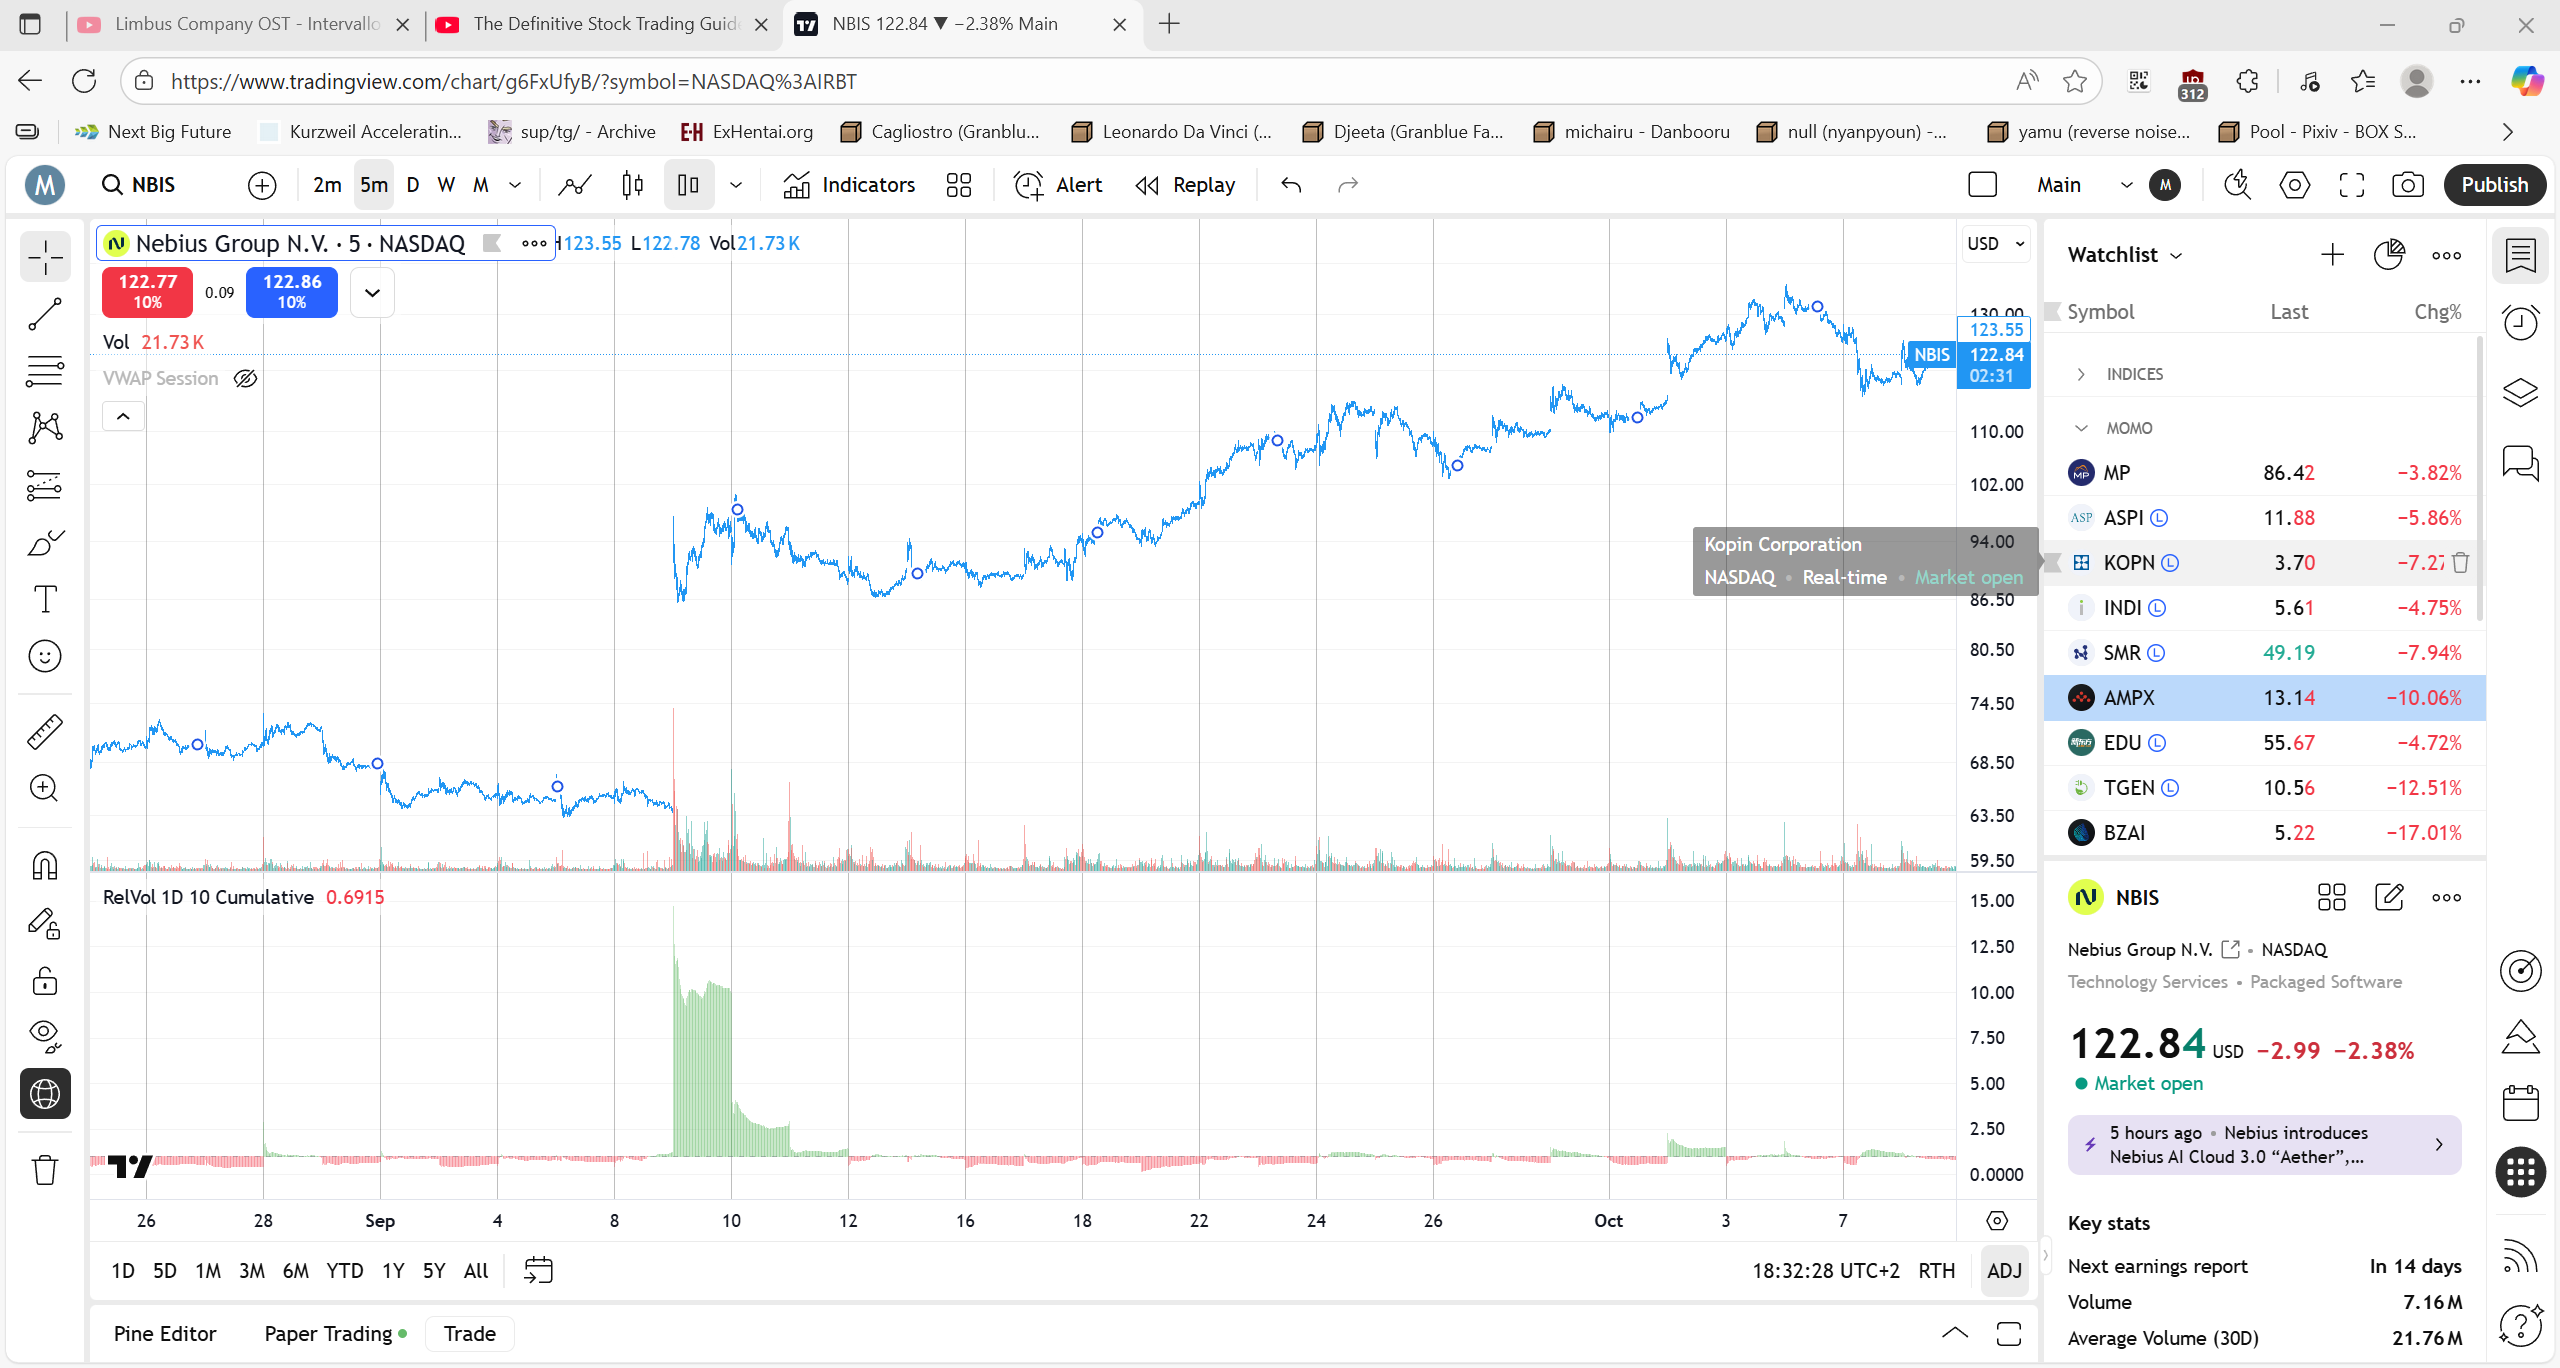 Limbus Company OST - Intervallo
The Definitive Stock Trading Guide
NBIS 122.84 ▼ −2.38% Main
https://www.tradingview.com/chart/g6FxUfyB/?symbol=NASDAQ%3AIRBT
312
Next Big Future
Kurzweil Acceleratin...
sup/tg/ - Archive
E-H ExHentai.org
Cagliostro (Granblu...
Leonardo Da Vinci (...
Djeeta (Granblue Fa...
michairu - Danbooru
null (nyanpyoun) -...
yamu (reverse noise...
Pool - Pixiv - BOX S...
M NBIS 2m 5m D W M Indicators Alert Replay Main M Publish
Nebius Group N.V. · 5 · NASDAQ H123.55 L122.78 Vol21.73 K
122.77
10%
0.09
122.86
10%
Vol 21.73 K
VWAP Session
USD
130.00
123.55
NBIS 122.84
02:31
110.00
102.00
94.00
86.50
80.50
74.50
68.50
63.50
59.50
Kopin Corporation
NASDAQ • Real-time • Market open
RelVol 1D 10 Cumulative 0.6915
15.00
12.50
10.00
7.50
5.00
2.50
0.0000
26 28 Sep 4 8 10 12 16 18 22 24 26 Oct 3 7
1D 5D 1M 3M 6M YTD 1Y 5Y All
18:32:28 UTC+2 RTH ADJ
Pine Editor Paper Trading Trade
Watchlist
Symbol Last Chg%
INDICES
MOMO
MP 86.42 −3.82%
ASPI L 11.88 −5.86%
KOPN L 3.70 −7.27
INDI L 5.61 −4.75%
SMR L 49.19 −7.94%
AMPX 13.14 −10.06%
EDU L 55.67 −4.72%
TGEN L 10.56 −12.51%
BZAI 5.22 −17.01%
NBIS
Nebius Group N.V. • NASDAQ
Technology Services • Packaged Software
122.84 USD −2.99 −2.38%
Market open
5 hours ago • Nebius introduces
Nebius AI Cloud 3.0 “Aether”,...
Key stats
Next earnings report In 14 days
Volume 7.16 M
Average Volume (30D) 21.76 M